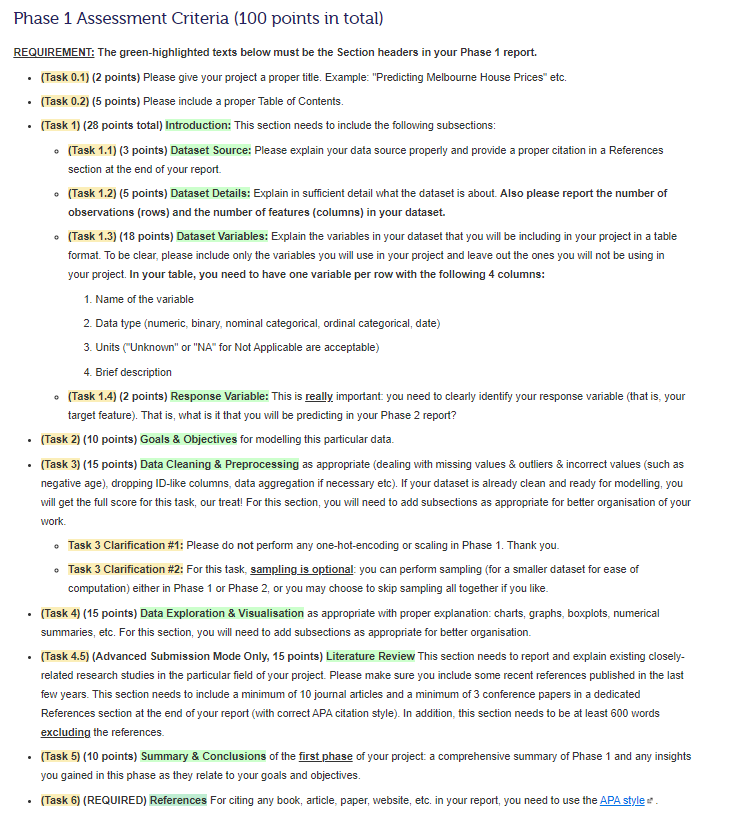 Phase 1 Assessment Criteria (100 points in total)
REQUIREMENT: The green-highlighted texts below must be the Section headers in your Phase 1 report.
• (Task 0.1) (2 points) Please give your project a proper title. Example: "Predicting Melbourne House Prices" etc.
• (Task 0.2) (5 points) Please include a proper Table of Contents.
• (Task 1) (28 points total) Introduction: This section needs to include the following subsections:
◦ (Task 1.1) (3 points) Dataset Source: Please explain your data source properly and provide a proper citation in a References
section at the end of your report.
◦ (Task 1.2) (5 points) Dataset Details: Explain in sufficient detail what the dataset is about. Also please report the number of
observations (rows) and the number of features (columns) in your dataset.
◦ (Task 1.3) (18 points) Dataset Variables: Explain the variables in your dataset that you will be including in your project in a table
format. To be clear, please include only the variables you will use in your project and leave out the ones you will not be using in
your project. In your table, you need to have one variable per row with the following 4 columns:
1. Name of the variable
2. Data type (numeric, binary, nominal categorical, ordinal categorical, date)
3. Units ("Unknown" or "NA" for Not Applicable are acceptable)
4. Brief description
◦ (Task 1.4) (2 points) Response Variable: This is really important: you need to clearly identify your response variable (that is, your
target feature). That is, what is it that you will be predicting in your Phase 2 report?
• (Task 2) (10 points) Goals & Objectives for modelling this particular data.
• (Task 3) (15 points) Data Cleaning & Preprocessing as appropriate (dealing with missing values & outliers & incorrect values (such as
negative age), dropping ID-like columns, data aggregation if necessary etc). If your dataset is already clean and ready for modelling, you
will get the full score for this task, our treat! For this section, you will need to add subsections as appropriate for better organisation of your
work.
◦ Task 3 Clarification #1: Please do not perform any one-hot-encoding or scaling in Phase 1. Thank you.
◦ Task 3 Clarification #2: For this task, sampling is optional: you can perform sampling (for a smaller dataset for ease of
computation) either in Phase 1 or Phase 2, or you may choose to skip sampling all together if you like.
• (Task 4) (15 points) Data Exploration & Visualisation as appropriate with proper explanation: charts, graphs, boxplots, numerical
summaries, etc. For this section, you will need to add subsections as appropriate for better organisation.
• (Task 4.5) (Advanced Submission Mode Only, 15 points) Literature Review This section needs to report and explain existing closely-
related research studies in the particular field of your project. Please make sure you include some recent references published in the last
few years. This section needs to include a minimum of 10 journal articles and a minimum of 3 conference papers in a dedicated
References section at the end of your report (with correct APA citation style). In addition, this section needs to be at least 600 words
excluding the references.
• (Task 5) (10 points) Summary & Conclusions of the first phase of your project: a comprehensive summary of Phase 1 and any insights
you gained in this phase as they relate to your goals and objectives.
• (Task 6) (REQUIRED) References For citing any book, article, paper, website, etc. in your report, you need to use the APA style.